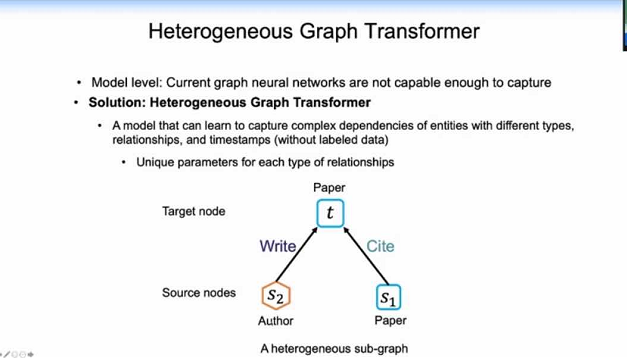 Heterogeneous Graph Transformer
• Model level: Current graph neural networks are not capable enough to capture
• Solution: Heterogeneous Graph Transformer
• A model that can learn to capture complex dependencies of entities with different types,
relationships, and timestamps (without labeled data)
• Unique parameters for each type of relationships
Paper
Target node
t
Write
Cite
Source nodes
S2
S1
Author
Paper
A heterogeneous sub-graph